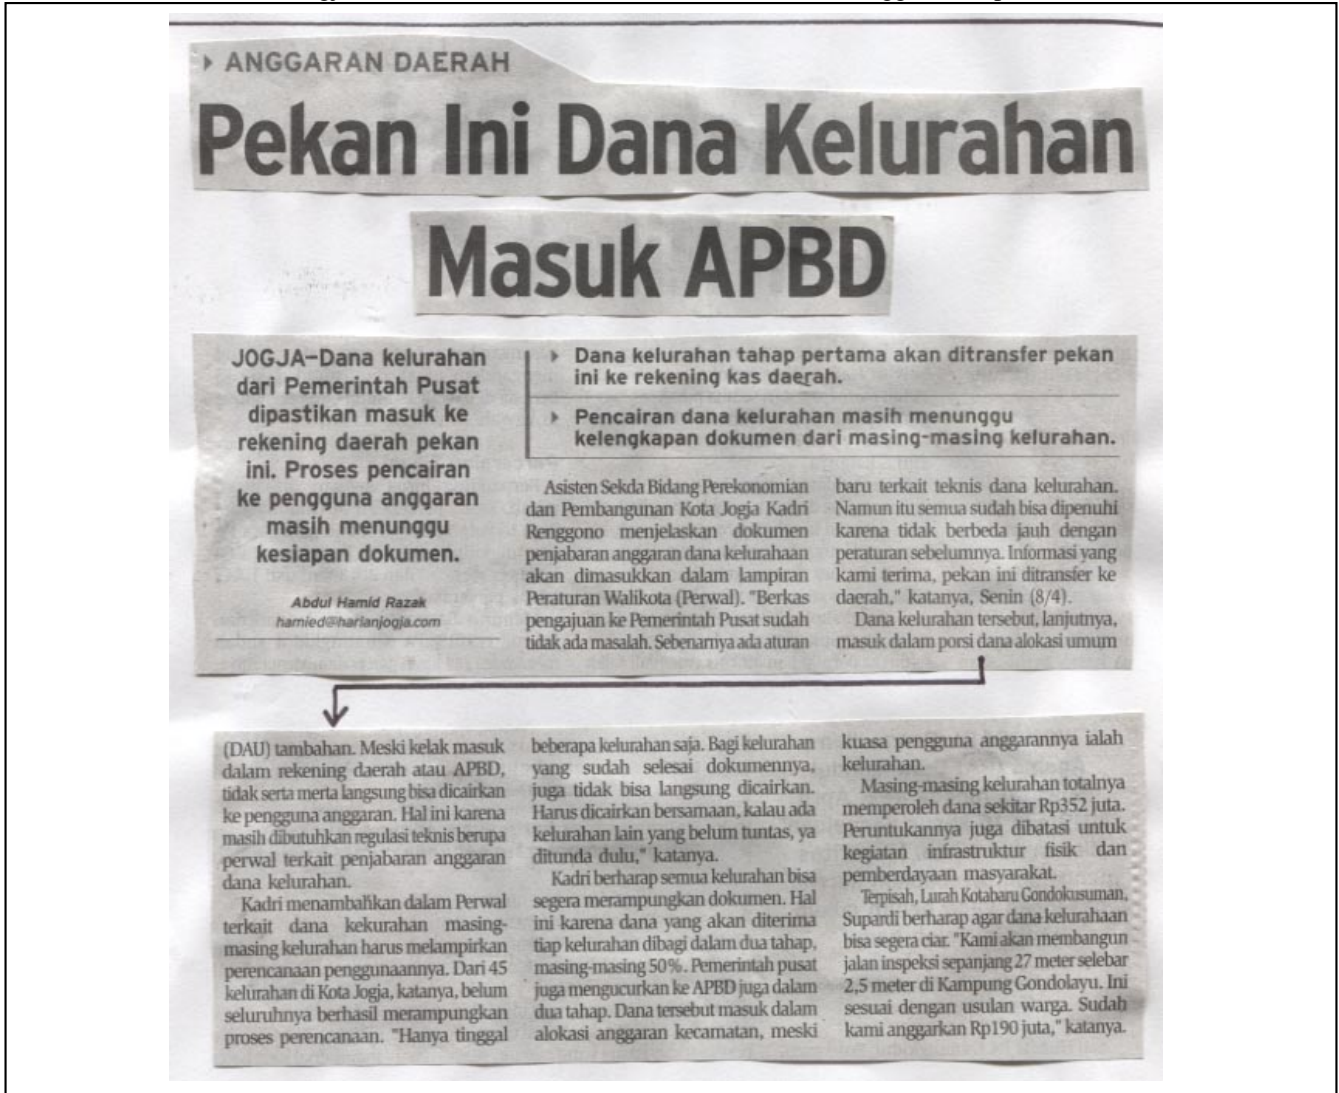 ANGGARAN DAERAH
Pekan Ini Dana Kelurahan
Masuk APBD
JOGJA–Dana kelurahan
dari Pemerintah Pusat
dipastikan masuk ke
rekening daerah pekan
ini. Proses pencairan
ke pengguna anggaran
masih menunggu
kesiapan dokumen.
Abdul Hamid Razak
hamied@harianjogja.com
Dana kelurahan tahap pertama akan ditransfer pekan
ini ke rekening kas daerah.
Pencairan dana kelurahan masih menunggu
kelengkapan dokumen dari masing-masing kelurahan.
Asisten Sekda Bidang Perekonomian
dan Pembangunan Kota Jogja Kadri
Renggono menjelaskan dokumen
penjabaran anggaran dana kelurahaan
akan dimasukkan dalam lampiran
Peraturan Walikota (Perwal). "Berkas
pengajuan ke Pemerintah Pusat sudah
tidak ada masalah. Sebenarnya ada aturan
baru terkait teknis dana kelurahan.
Namun itu semua sudah bisa dipenuhi
karena tidak berbeda jauh dengan
peraturan sebelumnya. Informasi yang
kami terima, pekan ini ditransfer ke
daerah," katanya, Senin (8/4).
Dana kelurahan tersebut, lanjutnya,
masuk dalam porsi dana alokasi umum
(DAU) tambahan. Meski kelak masuk
dalam rekening daerah atau APBD,
tidak serta merta langsung bisa dicairkan
ke pengguna anggaran. Hal ini karena
masih dibutuhkan regulasi teknis berupa
perwal terkait penjabaran anggaran
dana kelurahan.
Kadri menambahkan dalam Perwal
terkait dana kekurahan masing-
masing kelurahan harus melampirkan
perencanaan penggunaannya. Dari 45
kelurahan di Kota Jogja, katanya, belum
seluruhnya berhasil merampungkan
proses perencanaan. "Hanya tinggal
beberapa kelurahan saja. Bagi kelurahan
yang sudah selesai dokumennya,
juga tidak bisa langsung dicairkan.
Harus dicairkan bersamaan, kalau ada
kelurahan lain yang belum tuntas, ya
ditunda dulu," katanya.
Kadri berharap semua kelurahan bisa
segera merampungkan dokumen. Hal
ini karena dana yang akan diterima
tiap kelurahan dibagi dalam dua tahap,
masing-masing 50%. Pemerintah pusat
juga mengucurkan ke APBD juga dalam
dua tahap. Dana tersebut masuk dalam
alokasi anggaran kecamatan, meski
kuasa pengguna anggarannya ialah
kelurahan.
Masing-masing kelurahan totalnya
memperoleh dana sekitar Rp352 juta.
Peruntukannya juga dibatasi untuk
kegiatan infrastruktur fisik dan
pemberdayaan masyarakat.
Terpisah, Lurah Kotabaru Gondokusuman,
Supardi berharap agar dana kelurahaan
bisa segera ciar. "Kami akan membangun
jalan inspeksi sepanjang 27 meter selebar
2,5 meter di Kampung Gondolayu. Ini
sesuai dengan usulan warga. Sudah
kami anggarkan Rp190 juta," katanya.